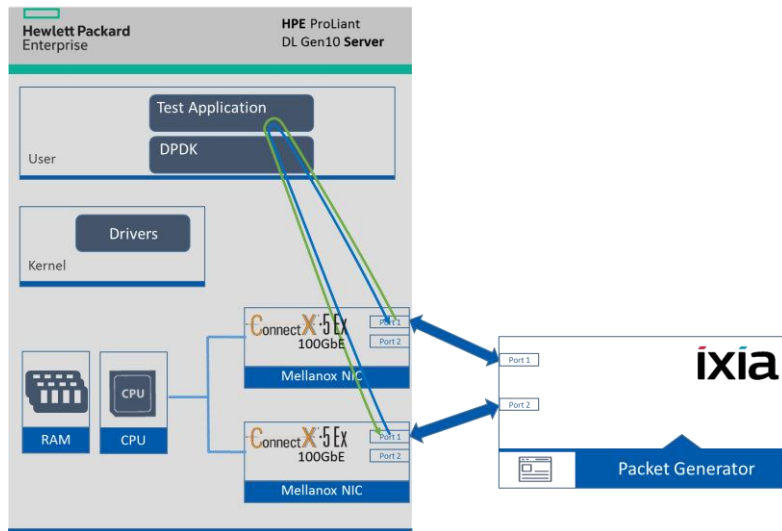 Hewlett Packard
Enterprise
HPE ProLiant
DL Gen10 Server
Test Application
DPDK
User
Drivers
Kernel
ConnectX·5 Ex
100GbE
Port 1
Port 2
Mellanox NIC
CPU
RAM
CPU
ConnectX·5 Ex
100GbE
Port 1
Port 2
Mellanox NIC
Port 1
Port 2
ixia
Packet Generator